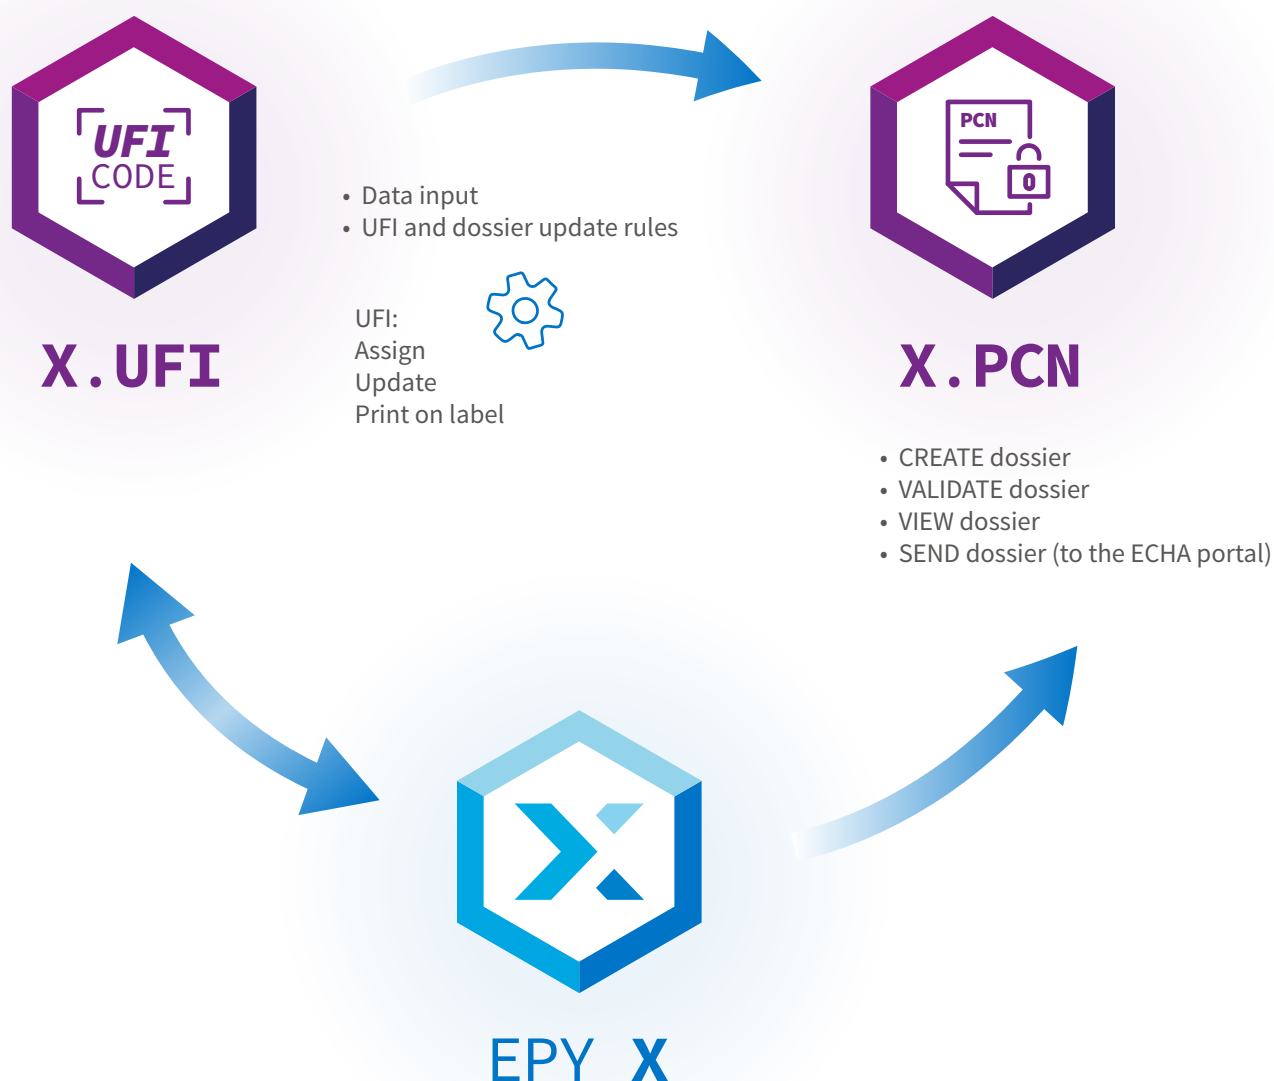 UFI
CODE
X.UFI
• Data input
• UFI and dossier update rules
UFI:
Assign
Update
Print on label
PCN
0
X.PCN
• CREATE dossier
• VALIDATE dossier
• VIEW dossier
• SEND dossier (to the ECHA portal)
EPY X